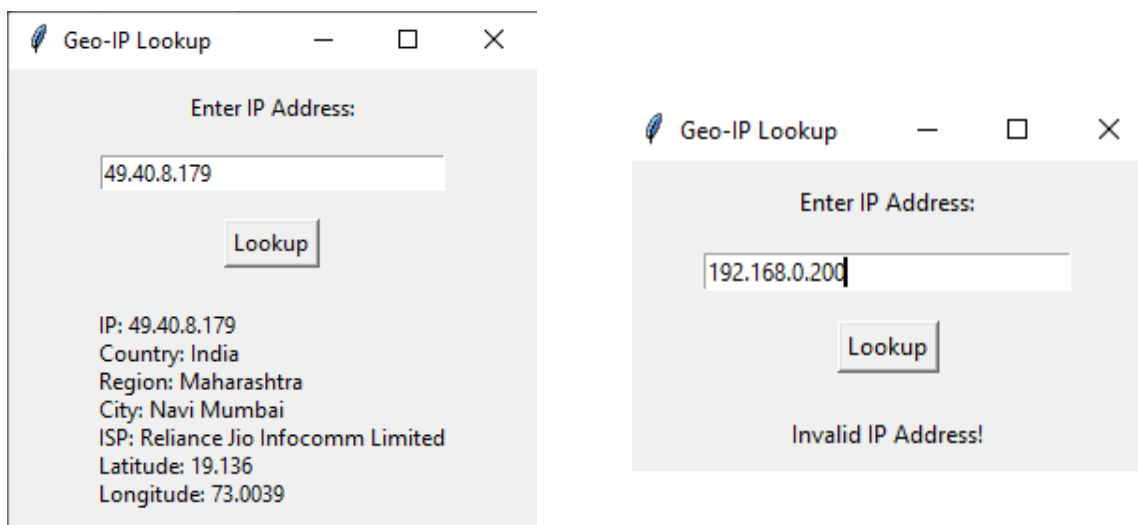 Geo-IP Lookup
Enter IP Address:
49.40.8.179
Lookup
IP: 49.40.8.179
Country: India
Region: Maharashtra
City: Navi Mumbai
ISP: Reliance Jio Infocomm Limited
Latitude: 19.136
Longitude: 73.0039
Geo-IP Lookup
Enter IP Address:
192.168.0.200
Lookup
Invalid IP Address!